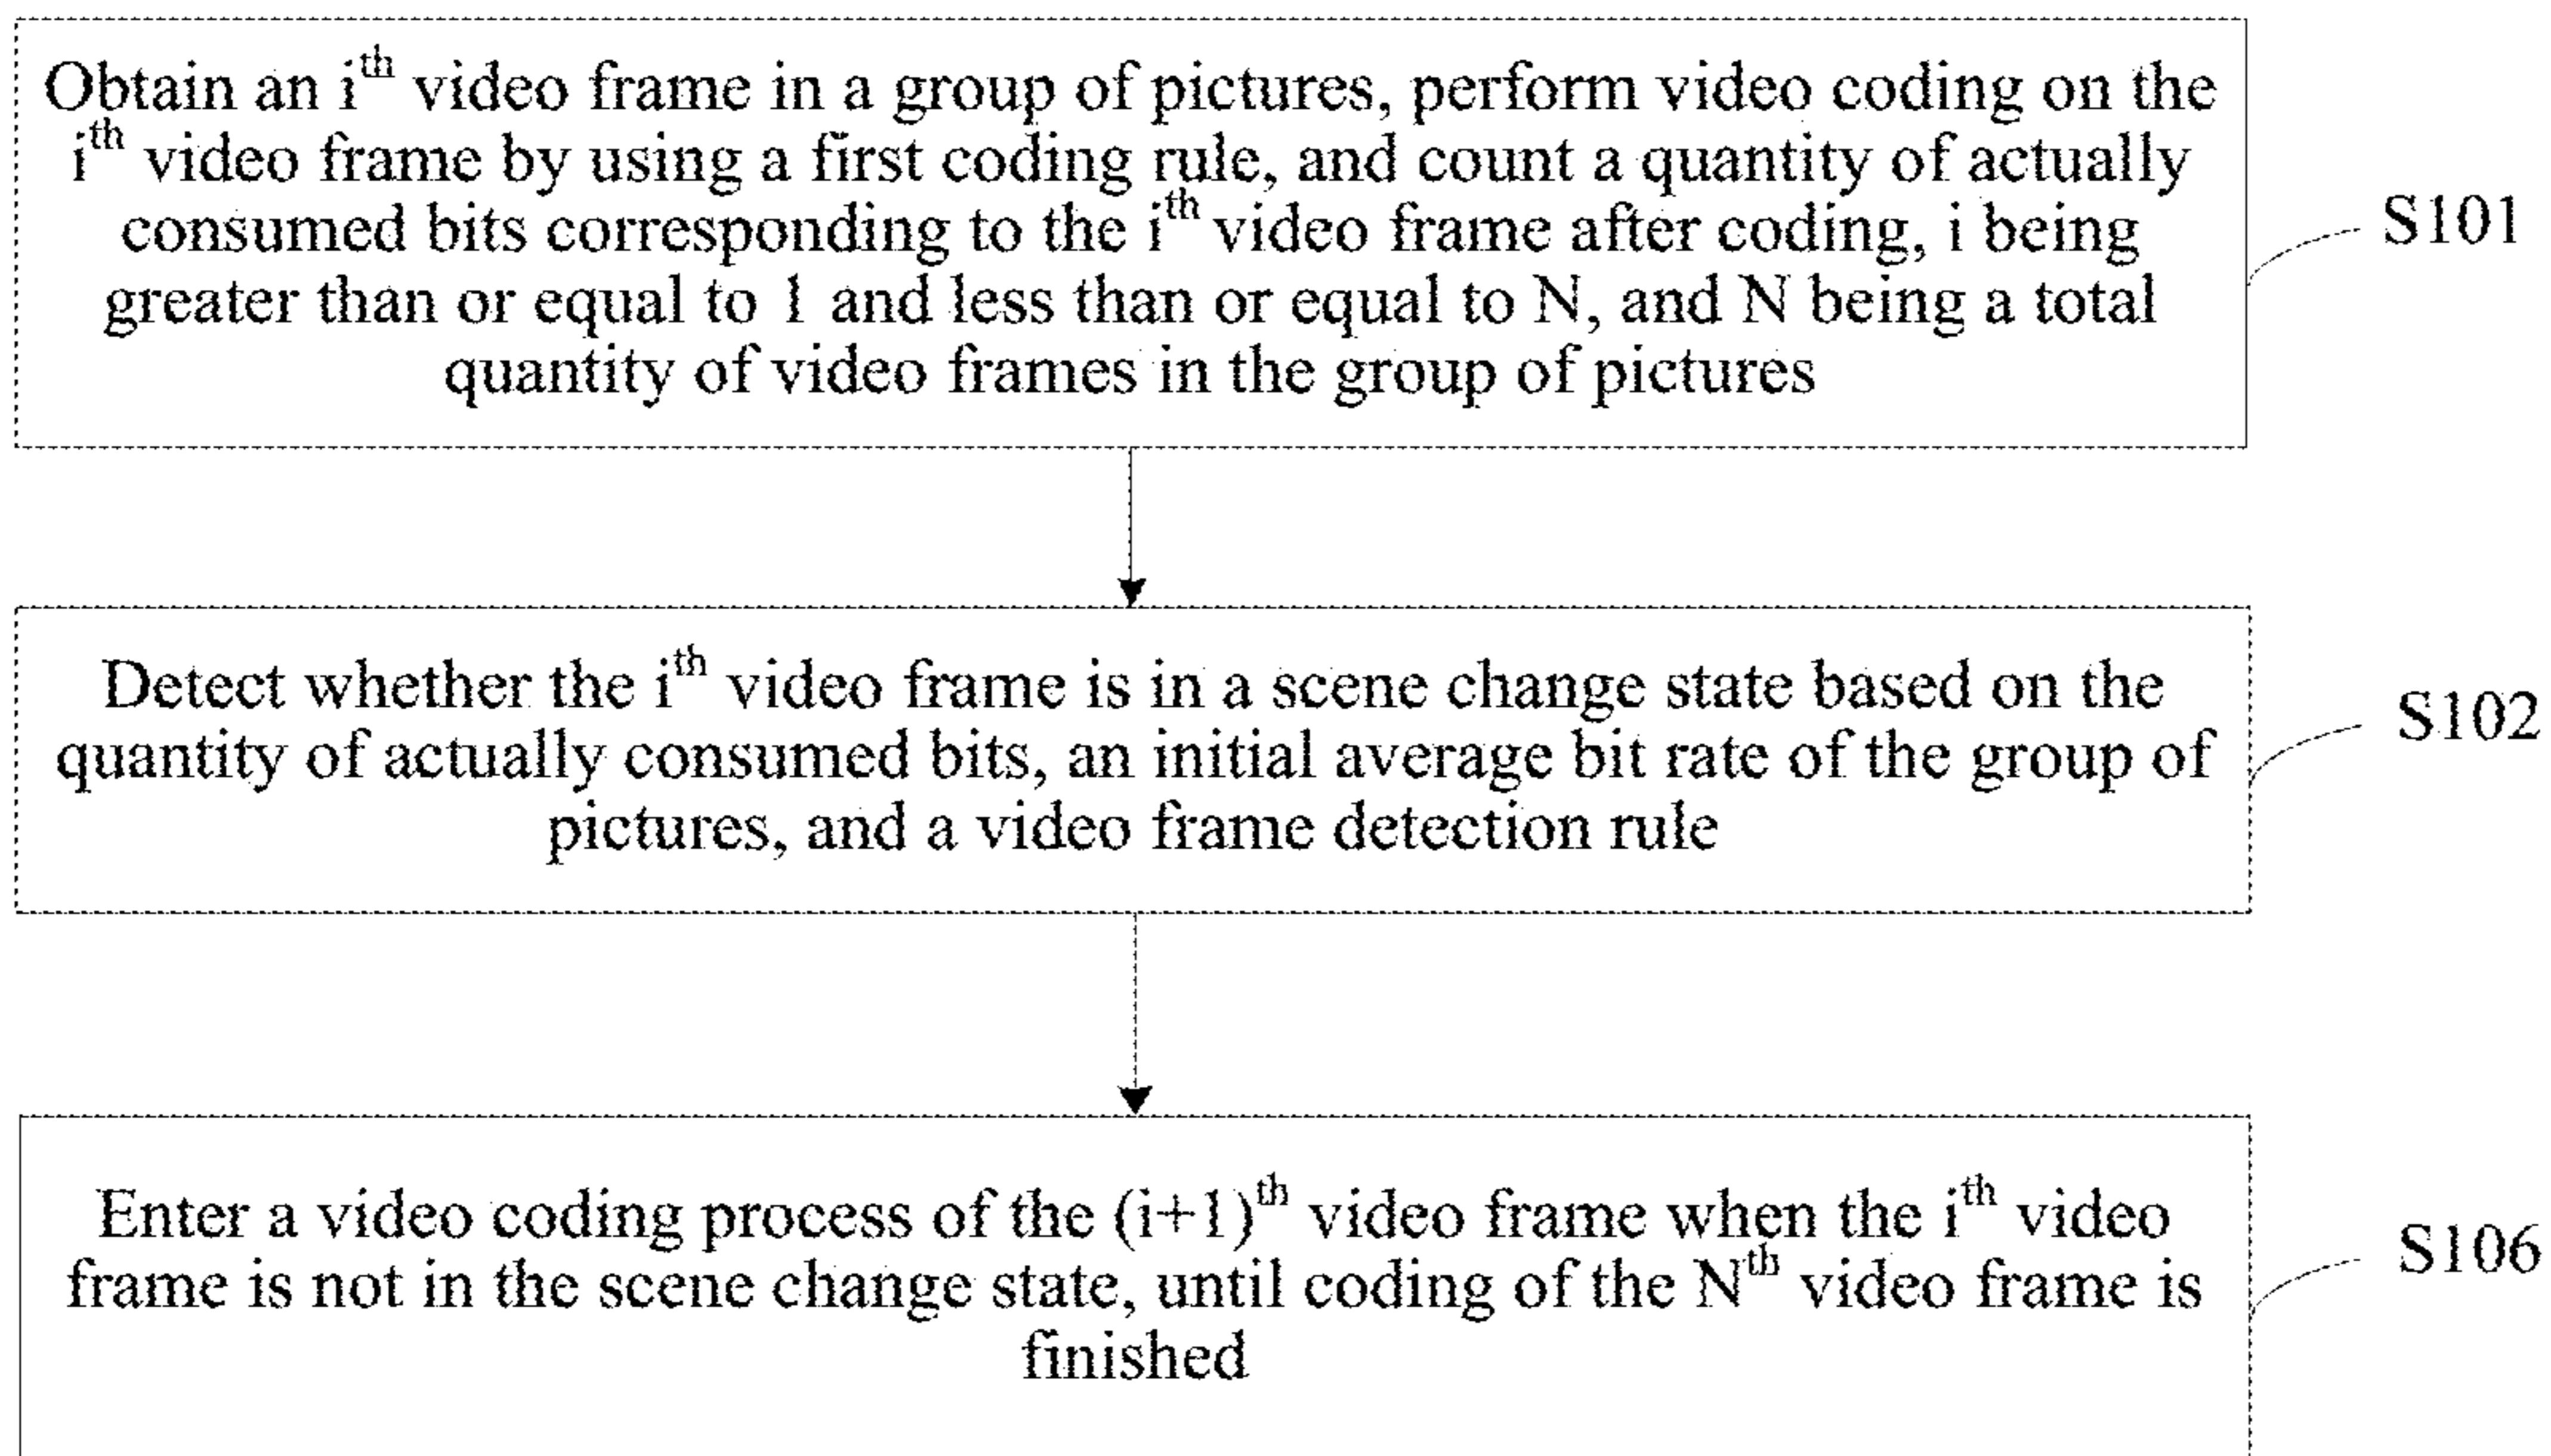 Obtain an i^th video frame in a group of pictures, perform video coding on the
i^th video frame by using a first coding rule, and count a quantity of actually
consumed bits corresponding to the i^th video frame after coding, i being
greater than or equal to 1 and less than or equal to N, and N being a total
quantity of video frames in the group of pictures
S101
Detect whether the i^th video frame is in a scene change state based on the
quantity of actually consumed bits, an initial average bit rate of the group of
pictures, and a video frame detection rule
S102
Enter a video coding process of the (i+1)^th video frame when the i^th video
frame is not in the scene change state, until coding of the N^th video frame is
finished
S106